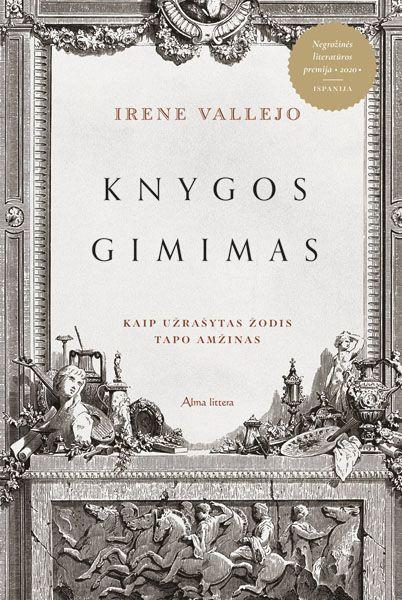 Negrožinės
literatūros
premija • 2020 •
ISPANIJA
IRENE VALLEJO
KNYGOS
GIMIMAS
KAIP UŽRAŠYTAS ŽODIS
TAPO AMŽINAS
Alma littera